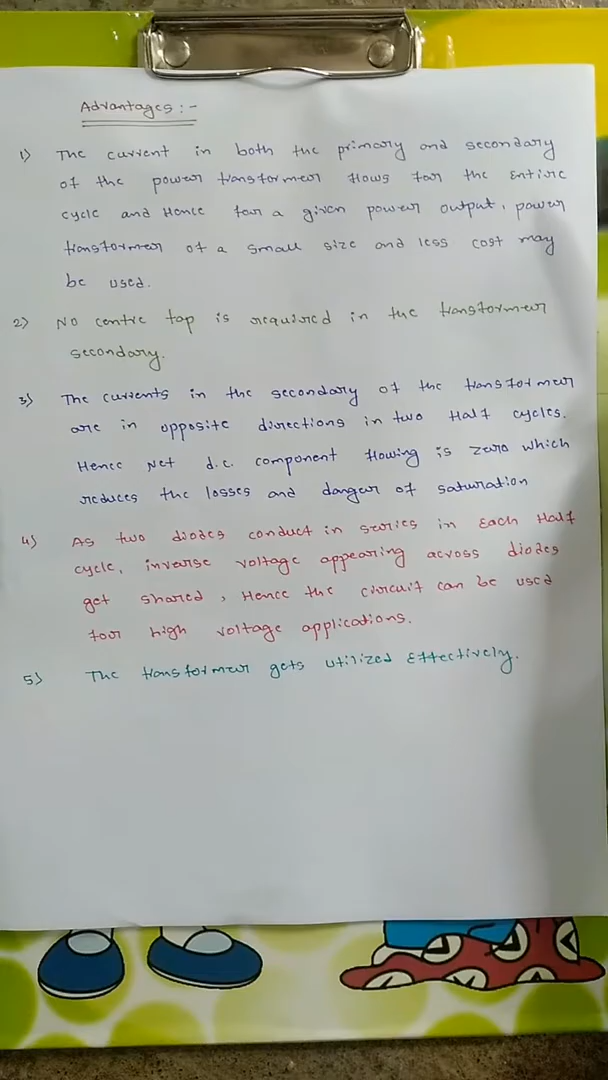 Advantages :-
1) The current in both the primary and secondary
of the power transformer flows for the entire
cycle and Hence for a given power output, power
transformer of a small size and less cost may
be used.
2) No centre tap is required in the transformer
secondary.
3) The currents in the secondary of the transformer
are in opposite directions in two Half cycles.
Hence Net d.c. component flowing is zero which
reduces the losses and danger of saturation
4) As two diodes conduct in series in Each Half
cycle, inverse voltage appearing across diodes
get shared, Hence the circuit can be used
for high voltage applications.
5) The transformer gets utilized Effectively.